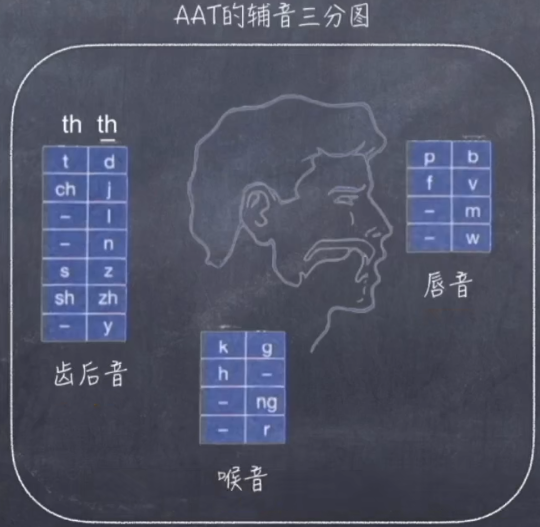 AAT的辅音三分图
th th
t d
ch j
– l
– n
s z
sh zh
– y
齿后音
p b
f v
– m
– w
唇音
k g
h –
– ng
– r
喉音